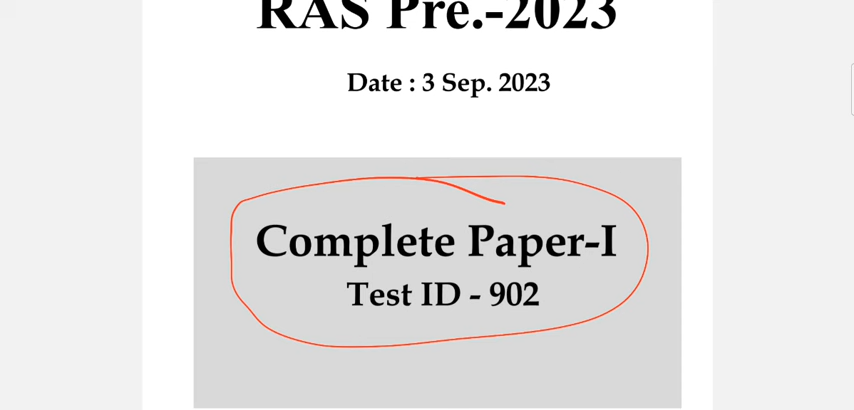 RAS Pre.-2023
Date : 3 Sep. 2023
Complete Paper-I
Test ID - 902